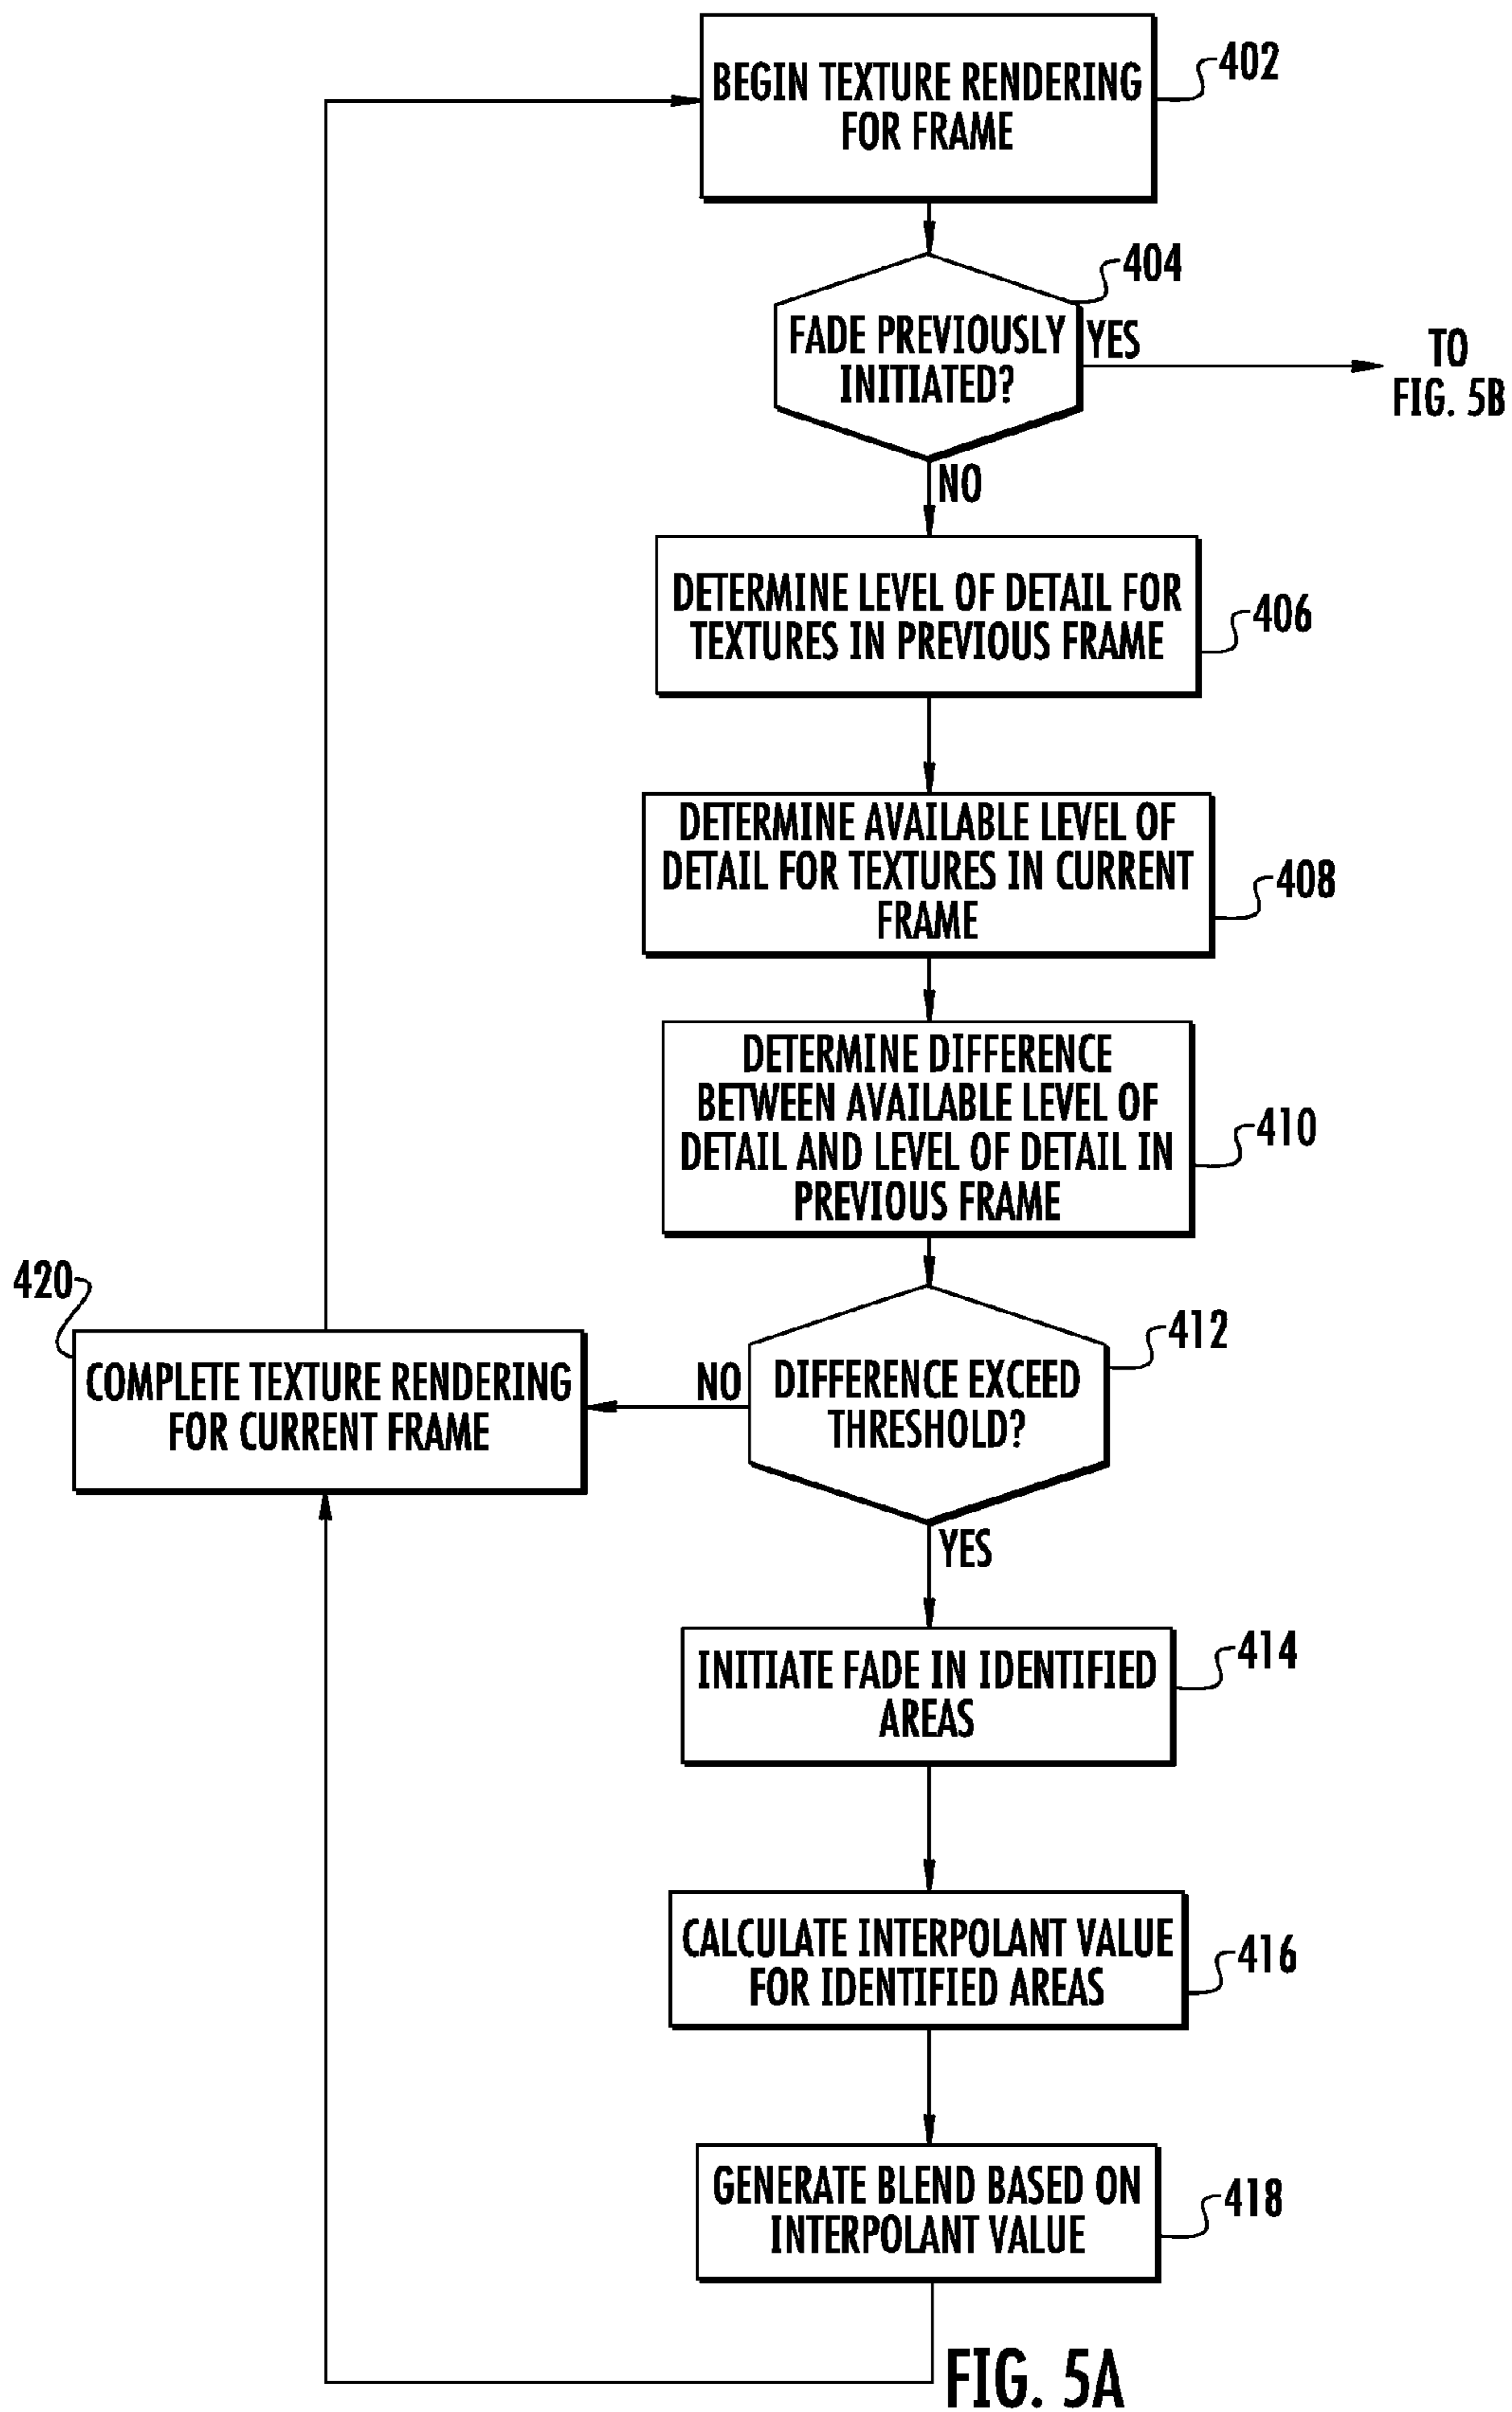 BEGIN TEXTURE RENDERING
FOR FRAME
402
FADE PREVIOUSLY
INITIATED?
404
YES
TO
FIG. 5B
NO
DETERMINE LEVEL OF DETAIL FOR
TEXTURES IN PREVIOUS FRAME
406
DETERMINE AVAILABLE LEVEL OF
DETAIL FOR TEXTURES IN CURRENT
FRAME
408
DETERMINE DIFFERENCE
BETWEEN AVAILABLE LEVEL OF
DETAIL AND LEVEL OF DETAIL IN
PREVIOUS FRAME
410
DIFFERENCE EXCEED
THRESHOLD?
412
NO
420
COMPLETE TEXTURE RENDERING
FOR CURRENT FRAME
YES
INITIATE FADE IN IDENTIFIED
AREAS
414
CALCULATE INTERPOLANT VALUE
FOR IDENTIFIED AREAS
416
GENERATE BLEND BASED ON
INTERPOLANT VALUE
418
FIG. 5A